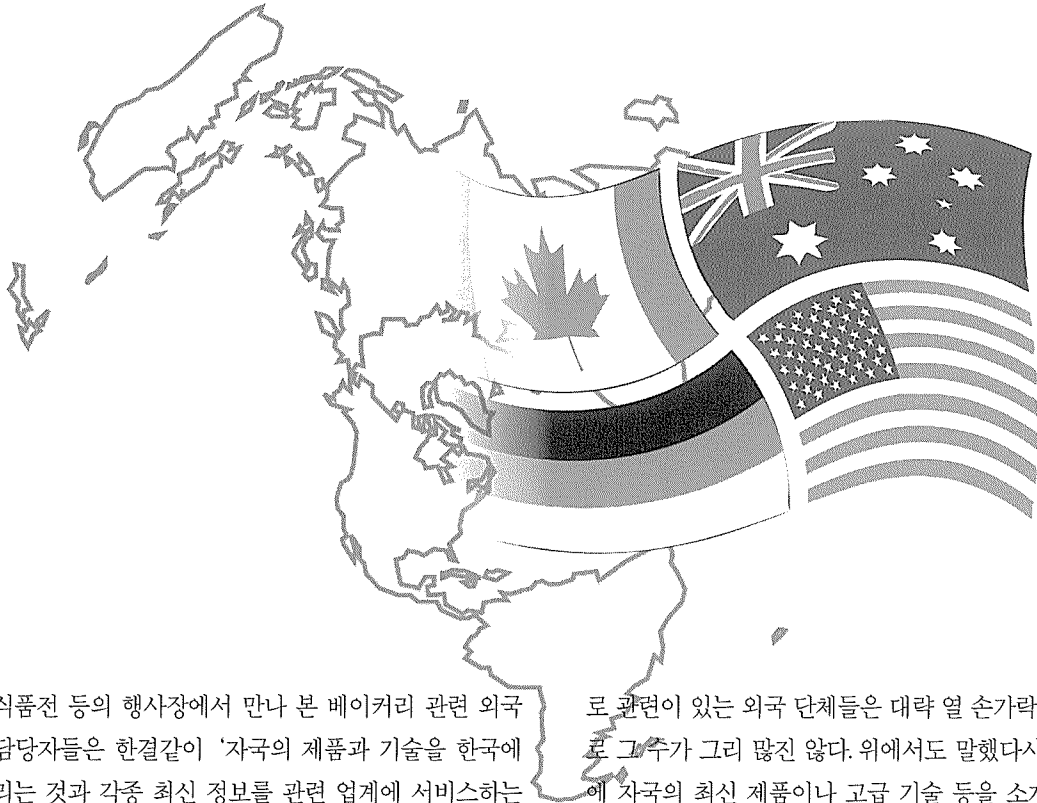 식품전 등의 행사장에서 만나 본 베이커리 관련 외국
담당자들은 한결같이 ‘자국의 제품과 기술을 한국에
리는 것과 각종 최신 정보를 관련 업계에 서비스하는
로 관련이 있는 외국 단체들은 대략 열 손가락
로 그 수가 그리 많진 않다. 위에서도 말했다시
에 자국의 최신 제품이나 고급 기술 등을 소개